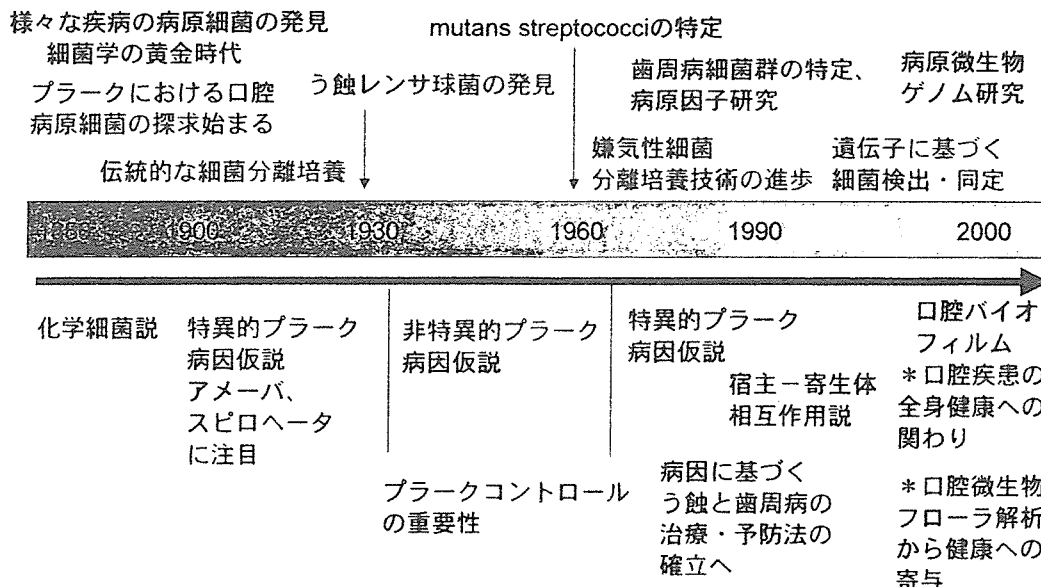 様々な疾病の病原細菌の発見
細菌学の黄金時代
プラークにおける口腔
病原細菌の探求始まる
伝統的な細菌分離培養
う蝕レンサ球菌の発見
mutans streptococciの特定
歯周病細菌群の特定、
病原因子研究
病原微生物
ゲノム研究
嫌気性細菌
分離培養技術の進歩
遺伝子に基づく
細菌検出・同定
1900
1930
1960
1990
2000
化学細菌説
特異的プラーク
病因仮説
アメーバ、
スピロヘータ
に注目
非特異的プラーク
病因仮説
特異的プラーク
病因仮説
宿主－寄生体
相互作用説
口腔バイオ
フィルム
＊口腔疾患の
全身健康への
関わり
プラークコントロール
の重要性
病因に基づく
う蝕と歯周病の
治療・予防法の
確立へ
＊口腔微生物
フローラ解析
から健康への
寄与